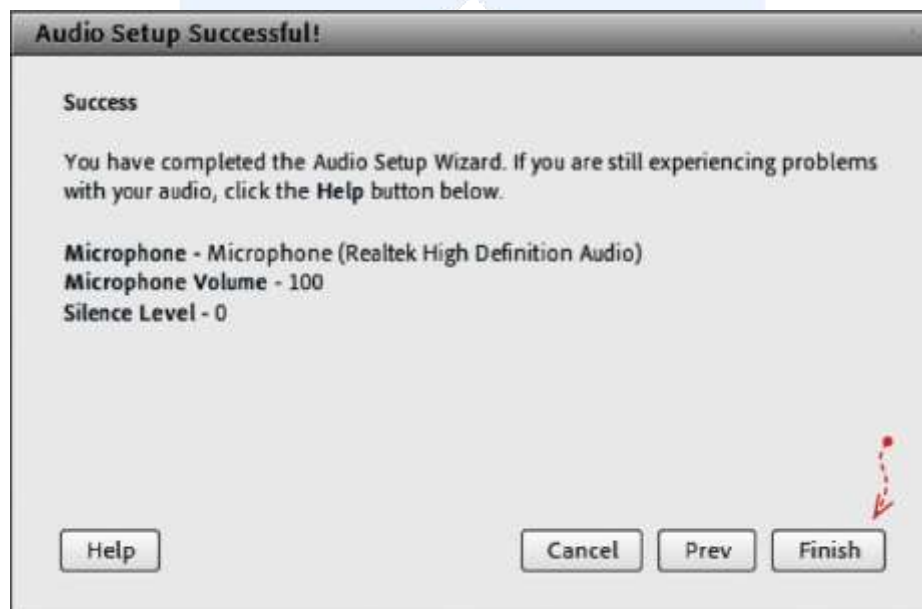 Audio Setup Successful!
Success
You have completed the Audio Setup Wizard. If you are still experiencing problems
with your audio, click the Help button below.
Microphone - Microphone (Realtek High Definition Audio)
Microphone Volume - 100
Silence Level - 0
Help Cancel Prev Finish